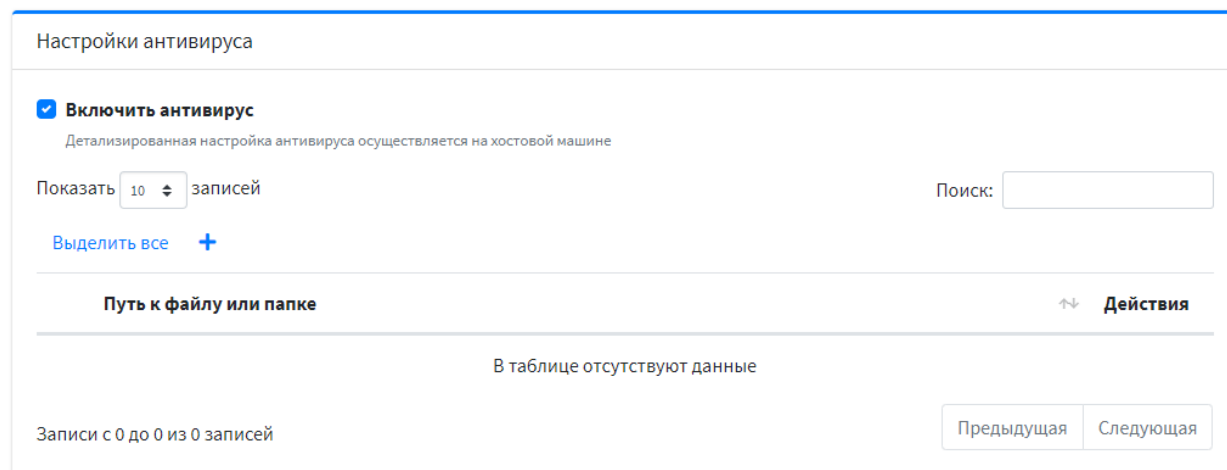 Настройки антивируса
Включить антивирус
Детализированная настройка антивируса осуществляется на хостовой машине
Показать 10 записей Поиск:
Выделить все +
Путь к файлу или папке Действия
В таблице отсутствуют данные
Записи с 0 до 0 из 0 записей Предыдущая Следующая